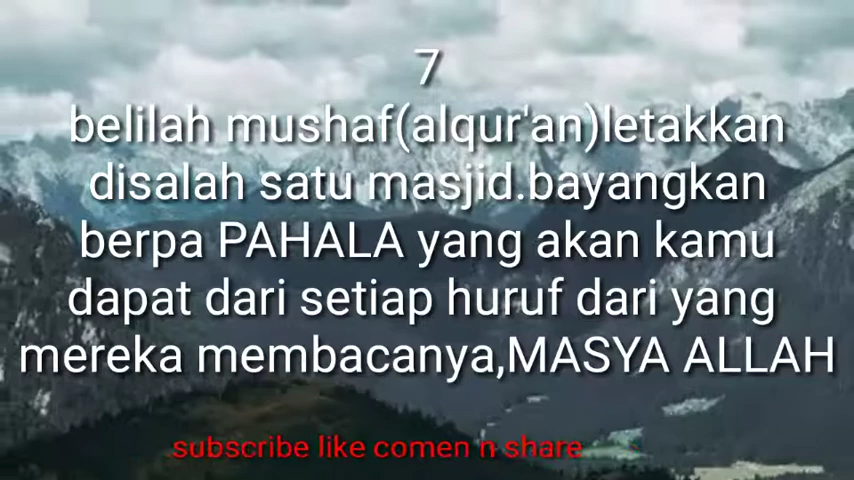 7
belilah mushaf(alqur'an)letakkan
disalah satu masjid.bayangkan
berpa PAHALA yang akan kamu
dapat dari setiap huruf dari yang
mereka membacanya,MASYA ALLAH
subscribe like comen n share